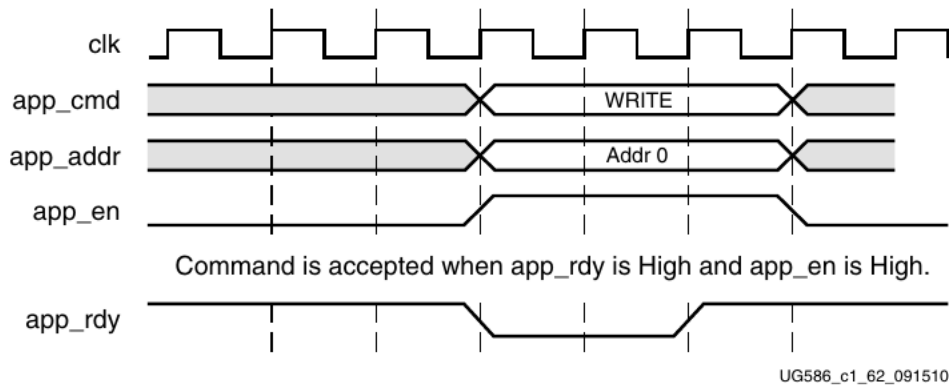 clk
app_cmd
WRITE
app_addr
Addr 0
app_en
Command is accepted when app_rdy is High and app_en is High.
app_rdy
UG586_c1_62_091510